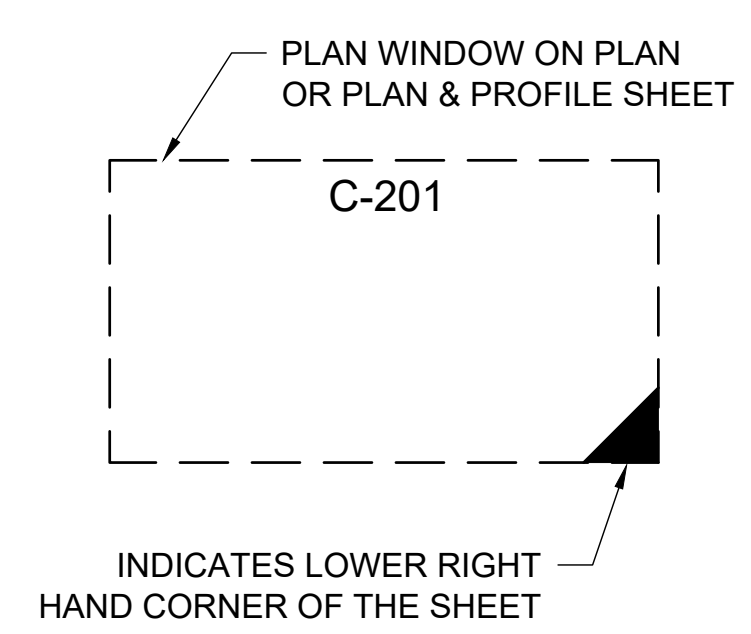 PLAN WINDOW ON PLAN
OR PLAN & PROFILE SHEET
C-201
INDICATES LOWER RIGHT
HAND CORNER OF THE SHEET